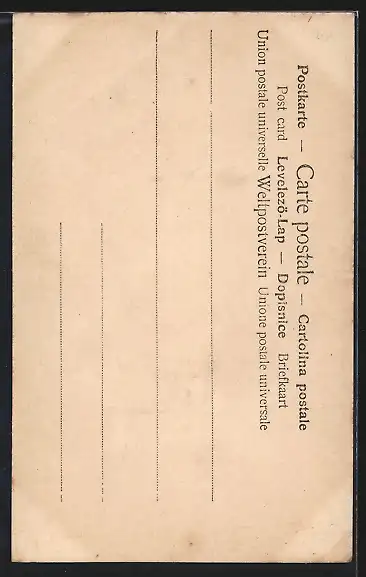 Postkarte — Carte postale — Cartolina postale
Post card Levelező-Lap — Dopisnice Briefkaart
Union postale universelle Weltpostverein Unione postale universale